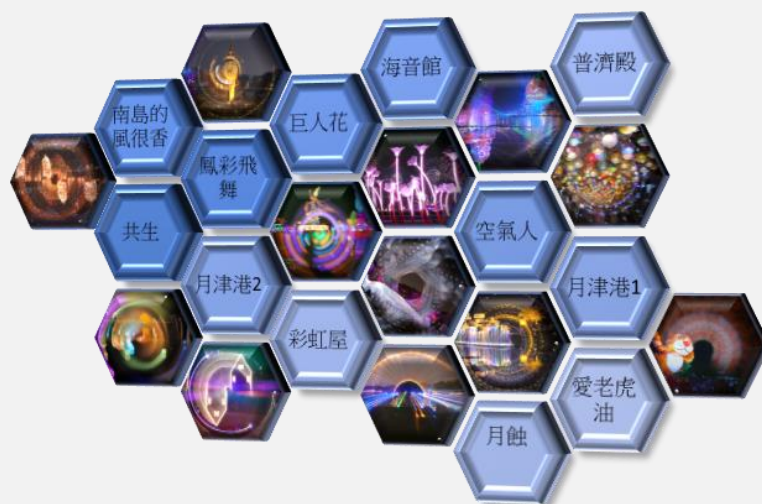 海音館
普濟殿
南島的
風很香
巨人花
鳳彩飛
舞
共生
空氣人
月津港2
月津港1
彩虹屋
愛老虎
油
月蝕